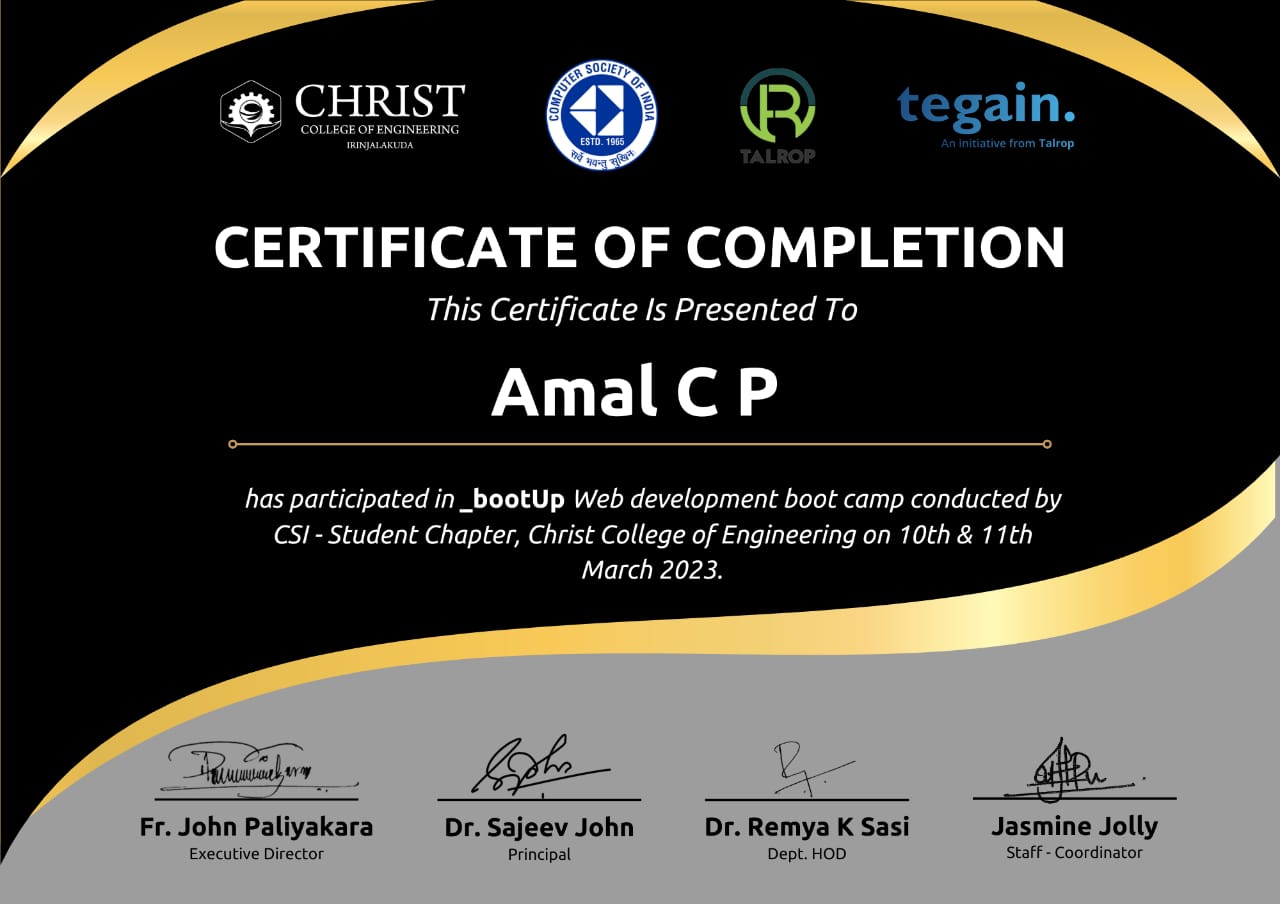 CHRIST
COLLEGE OF ENGINEERING
IRINJALAKUDA
COMPUTER SOCIETY OF INDIA
ESTD. 1965
सर्वे भवन्तु सुखिनः
TALROP
tegain.
An initiative from Talrop
CERTIFICATE OF COMPLETION
This Certificate Is Presented To
Amal C P
has participated in _bootUp Web development boot camp conducted by
CSI - Student Chapter, Christ College of Engineering on 10th & 11th
March 2023.
Fr. John Paliyakara
Executive Director
Dr. Sajeev John
Principal
Dr. Remya K Sasi
Dept. HOD
Jasmine Jolly
Staff - Coordinator